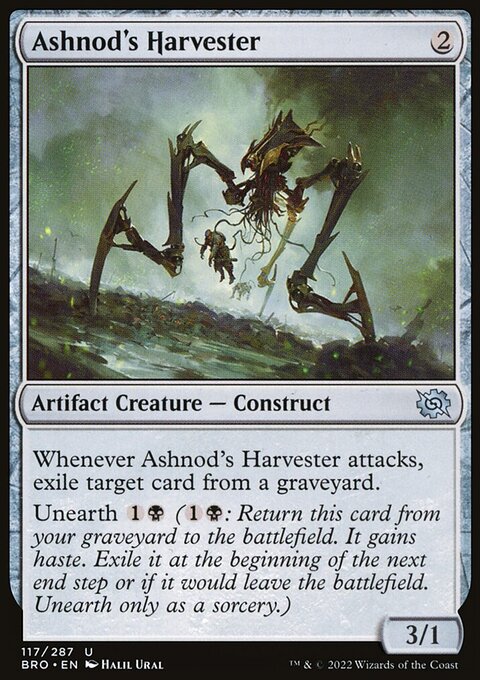 Ashnod's Harvester 2
Artifact Creature — Construct
Whenever Ashnod's Harvester attacks,
exile target card from a graveyard.
Unearth 1 (1: Return this card from
your graveyard to the battlefield. It gains
haste. Exile it at the beginning of the next
end step or if it would leave the battlefield.
Unearth only as a sorcery.)
3/1
117/287 U
BRO • EN Halil Ural
™ & © 2022 Wizards of the Coast